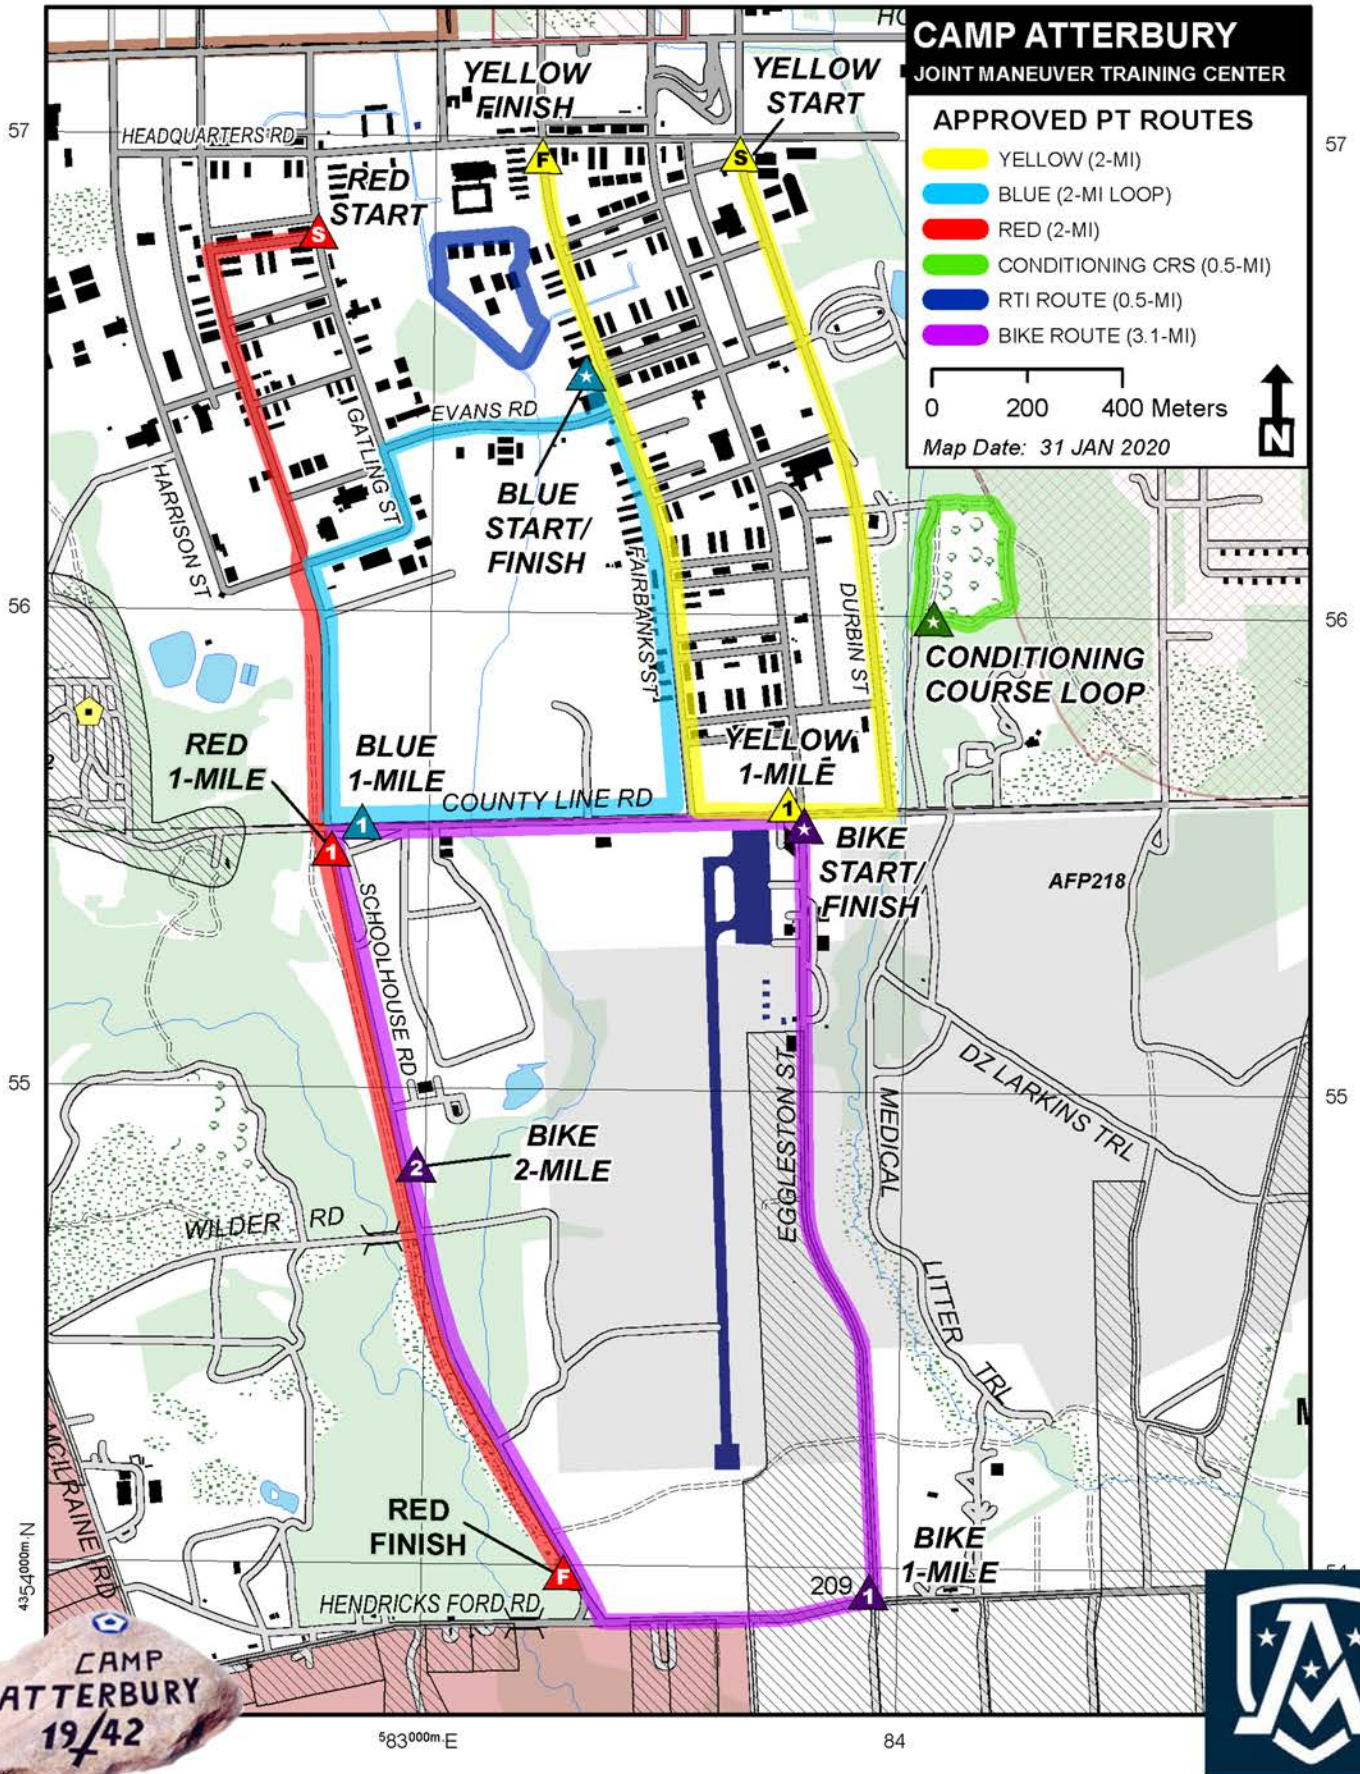 CAMP ATTERBURY
JOINT MANEUVER TRAINING CENTER
APPROVED PT ROUTES
YELLOW (2-MI)
BLUE (2-MI LOOP)
RED (2-MI)
CONDITIONING CRS (0.5-MI)
RTI ROUTE (0.5-MI)
BIKE ROUTE (3.1-MI)
0 200 400 Meters
Map Date: 31 JAN 2020
N
YELLOW
FINISH
YELLOW
START
57
57
HEADQUARTERS RD
F
S
RED
START
S
EVANS RD
GATLING ST
HARRISON ST
BLUE
START/
FINISH
FAIRBANKS ST
DURBIN ST
56
56
CONDITIONING
COURSE LOOP
RED
1-MILE
BLUE
1-MILE
YELLOW
1-MILE
COUNTY LINE RD
1
1
1
BIKE
START/
FINISH
AFP218
SCHOOLHOUSE RD
55
55
DZ LARKINS TRL
EGGLESTON ST
MEDICAL
BIKE
2-MILE
2
WILDER RD
LITTER
TRL
MCILRAINE RD
RED
FINISH
F
BIKE
1-MILE
209
1
HENDRICKS FORD RD
4354000m.N
CAMP
ATTERBURY
19/42
583000m.E
84